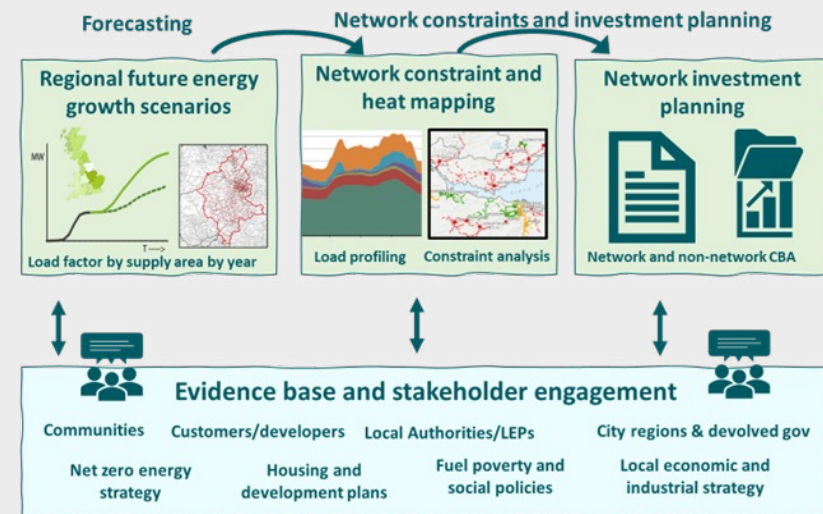 Forecasting
Network constraints and investment planning
Regional future energy
growth scenarios
MW
T
Load factor by supply area by year
Network constraint and
heat mapping
Load profiling
Constraint analysis
Network investment
planning
Network and non-network CBA
Evidence base and stakeholder engagement
Communities
Customers/developers
Local Authorities/LEPs
City regions & devolved gov
Net zero energy
strategy
Housing and
development plans
Fuel poverty and
social policies
Local economic and
industrial strategy